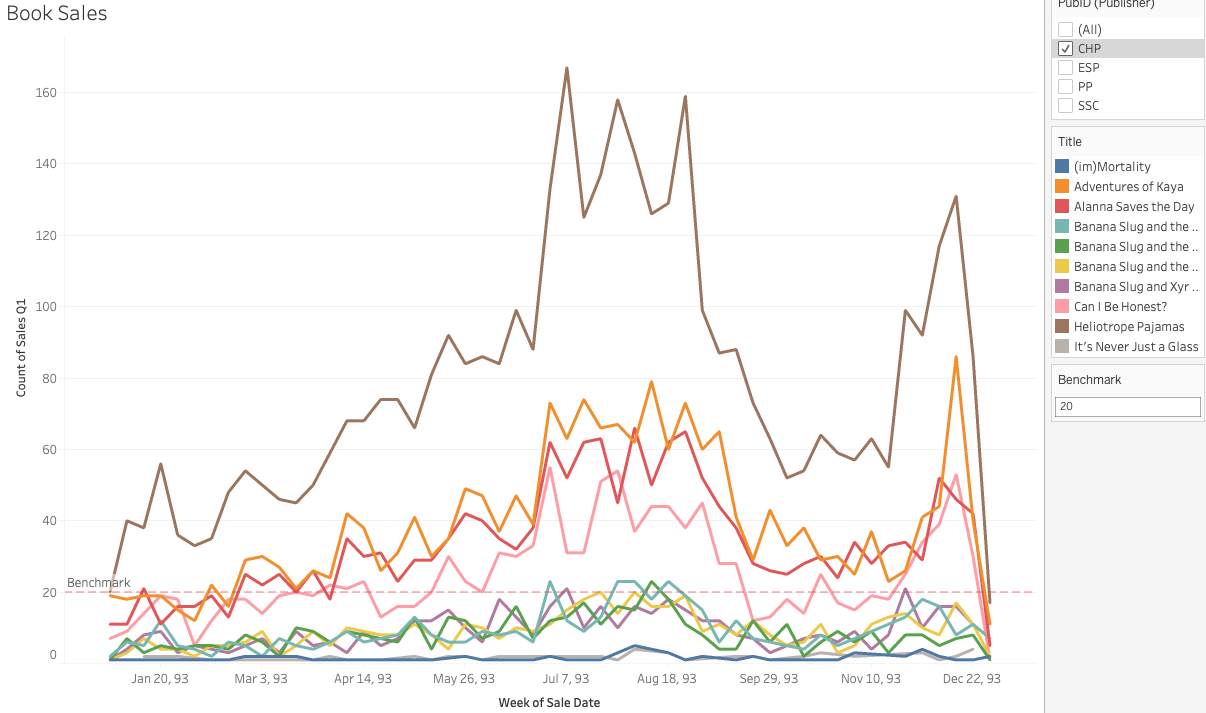 Book Sales
PubID (Publisher)
(All)
CHP
ESP
PP
SSC
Title
(im)Mortality
Adventures of Kaya
Alanna Saves the Day
Banana Slug and the ..
Banana Slug and the ..
Banana Slug and the ..
Banana Slug and Xyr ..
Can I Be Honest?
Heliotrope Pajamas
It's Never Just a Glass
Benchmark
20
Count of Sales Q1
160
140
120
100
80
60
40
20
0
Benchmark
Jan 20, 93
Mar 3, 93
Apr 14, 93
May 26, 93
Jul 7, 93
Aug 18, 93
Sep 29, 93
Nov 10, 93
Dec 22, 93
Week of Sale Date